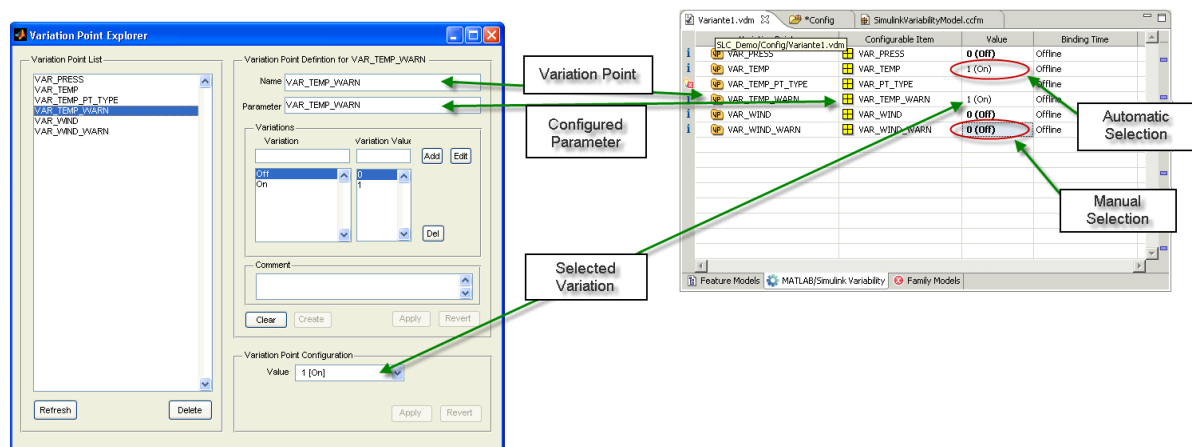 Variation Point Explorer
Variation Point List
VAR_PRESS
VAR_TEMP
VAR_TEMP_PT_TYPE
VAR_TEMP_WARN
VAR_WIND
VAR_WIND_WARN
Refresh
Delete
Variation Point Defintion for VAR_TEMP_WARN
Name VAR_TEMP_WARN
Parameter VAR_TEMP_WARN
Variations
Variation Variation Value
Add Edit
Off 0
On 1
Del
Comment
Clear Create Apply Revert
Variation Point Configuration
Value 1 [On]
Apply Revert
Variation Point
Configured
Parameter
Selected
Variation
Variante1.vdm *Config SimulinkVariabilityModel.ccfm
Configurable Item Value Binding Time
SLC_Demo/Config/Variante1.vdm
VAR_PRESS VAR_PRESS 0 (Off) Offline
VAR_TEMP VAR_TEMP 1 (On) Offline
VAR_TEMP_PT_TYPE VAR_PT_TYPE Offline
VAR_TEMP_WARN VAR_TEMP_WARN 1 (On) Offline
VAR_WIND VAR_WIND 0 (Off) Offline
VAR_WIND_WARN VAR_WIND_WARN 0 (Off) Offline
Automatic
Selection
Manual
Selection
Feature Models MATLAB/Simulink Variability Family Models